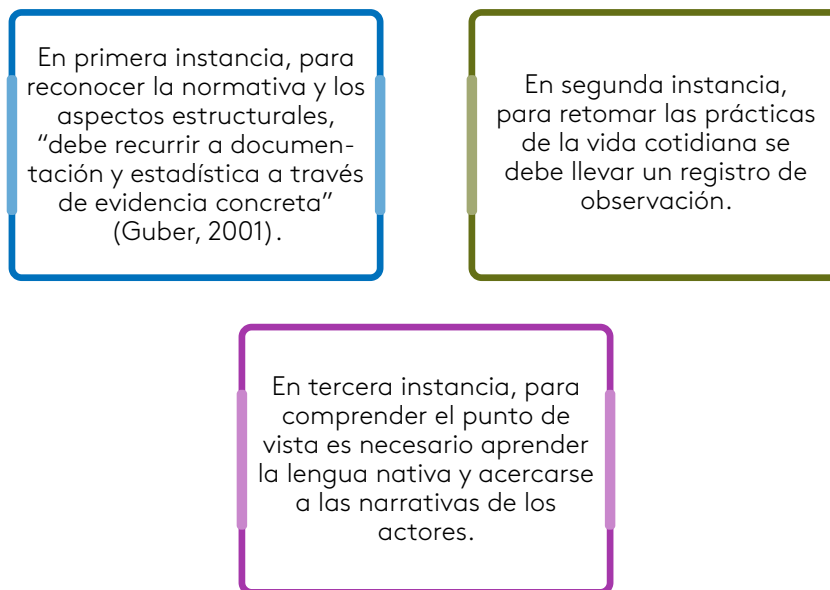 En primera instancia, para
reconocer la normativa y los
aspectos estructurales,
“debe recurrir a documen-
tación y estadística a través
de evidencia concreta”
(Guber, 2001).
En segunda instancia,
para retomar las prácticas
de la vida cotidiana se
debe llevar un registro de
observación.
En tercera instancia, para
comprender el punto de
vista es necesario aprender
la lengua nativa y acercarse
a las narrativas de los
actores.